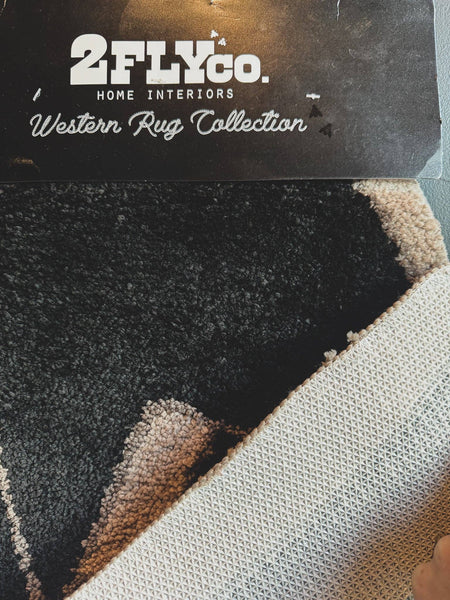 2FLYCO.
HOME INTERIORS
Western Rug Collection